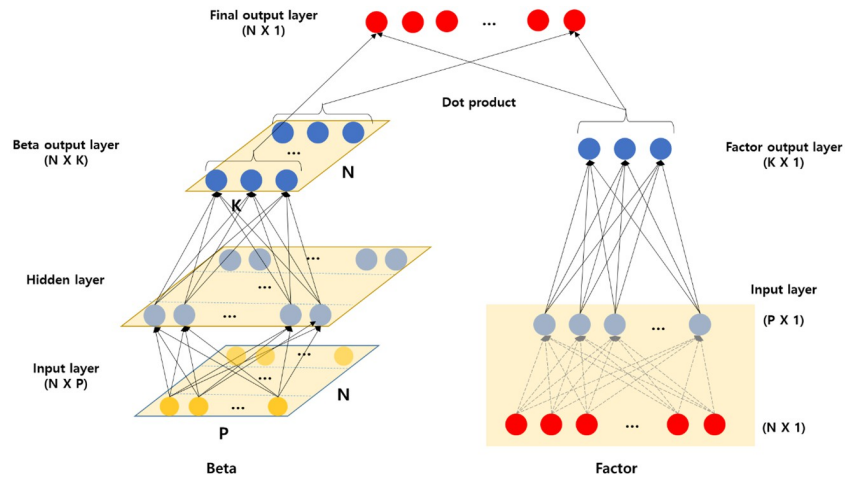 Final output layer
(N X 1)
...
Dot product
Beta output layer
(N X K)
...
N
K
Factor output layer
(K X 1)
Hidden layer
...
...
...
Input layer
(P X 1)
...
Input layer
(N X P)
...
...
...
N
P
...
(N X 1)
Beta
Factor